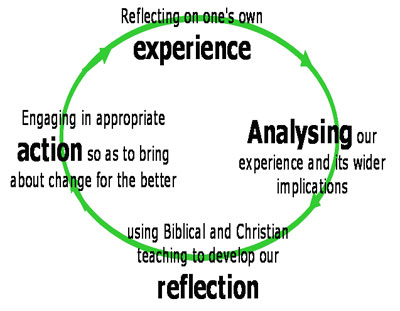 Reflecting on one's own
experience
Analysing our
experience and its wider
implications
using Biblical and Christian
teaching to develop our
reflection
Engaging in appropriate
action so as to bring
about change for the better